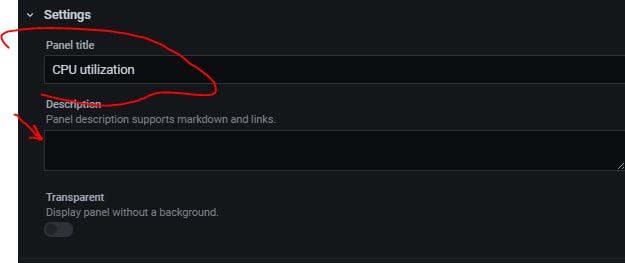 Settings
Panel title
CPU utilization
Description
Panel description supports markdown and links.
Transparent
Display panel without a background.